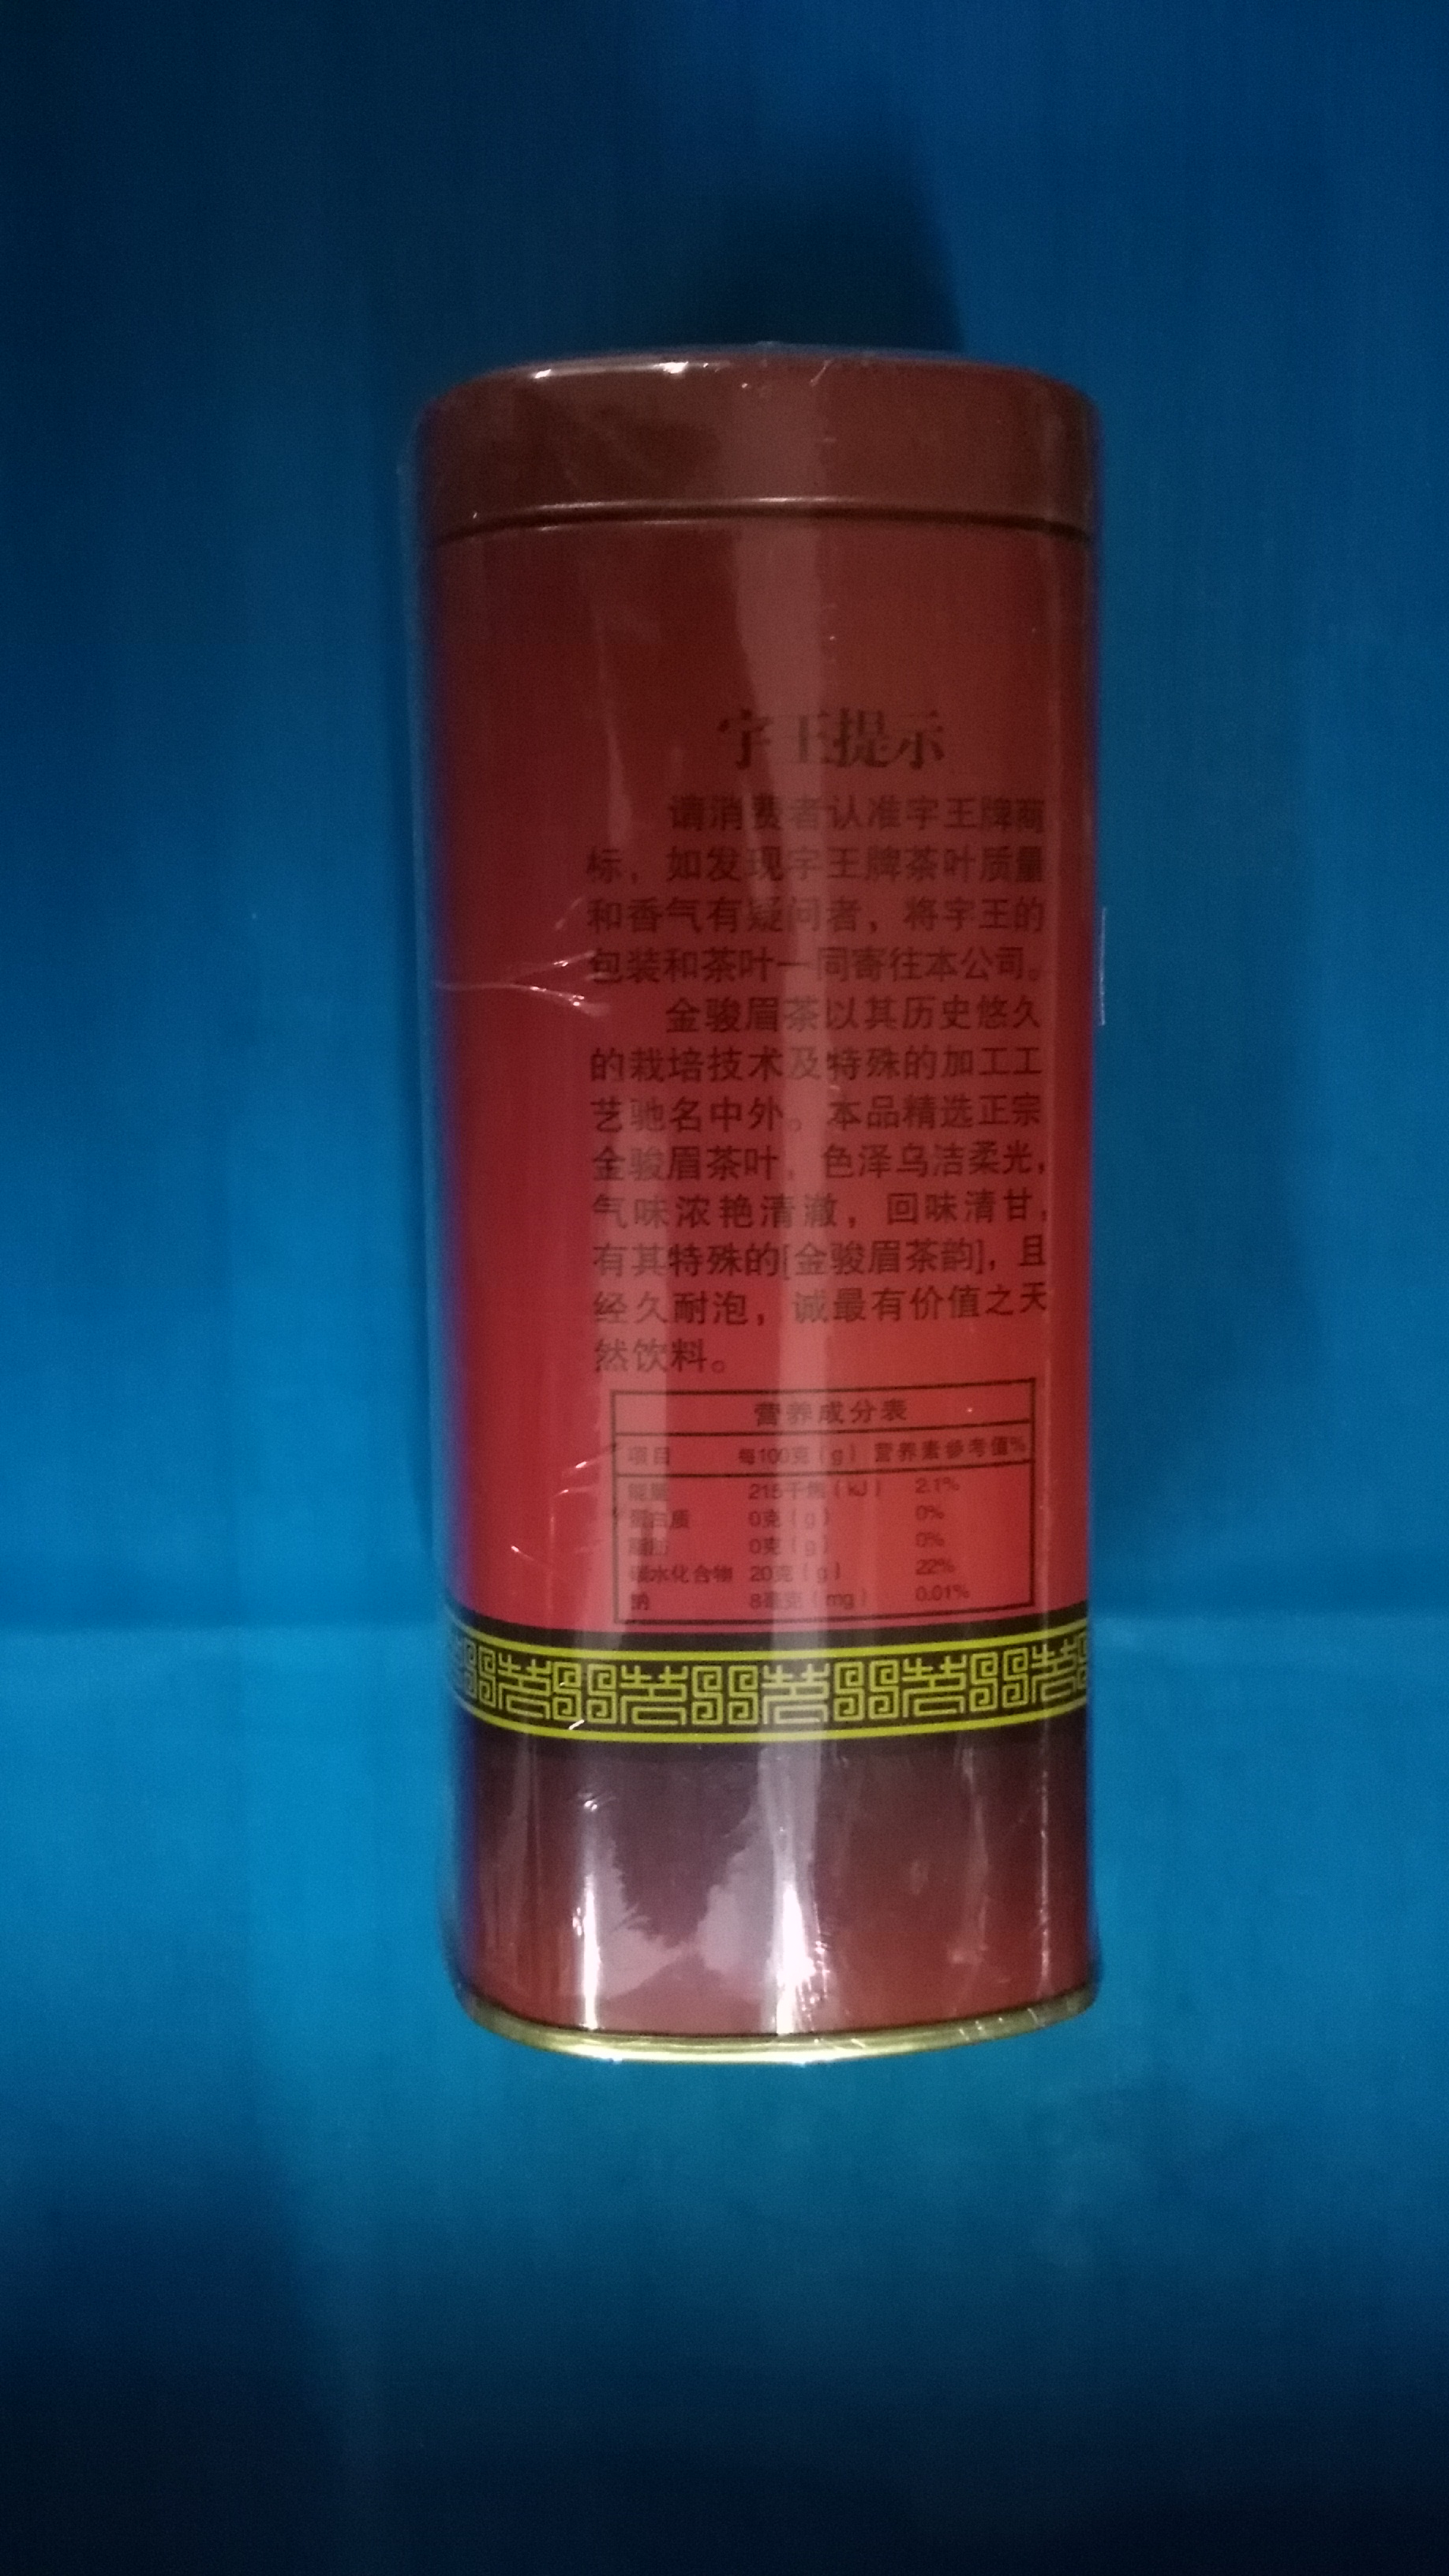 宇王提示
请消费者认准宇王牌商
标，如发现宇王牌茶叶质量
和香气有疑问者，将宇王的
包装和茶叶一同寄往本公司。
金骏眉茶以其历史悠久
的栽培技术及特殊的加工工
艺驰名中外。本品精选正宗
金骏眉茶叶，色泽乌洁柔光，
气味浓艳清澈，回味清甘，
有其特殊的[金骏眉茶韵]，且
经久耐泡，诚最有价值之天
然饮料。
营养成分表
项目 每100克（g） 营养素参考值%
能量 215千焦（kJ） 2.1%
蛋白质 0克（g） 0%
脂肪 0克（g） 0%
碳水化合物 20克（g） 22%
钠 8毫克（mg） 0.01%